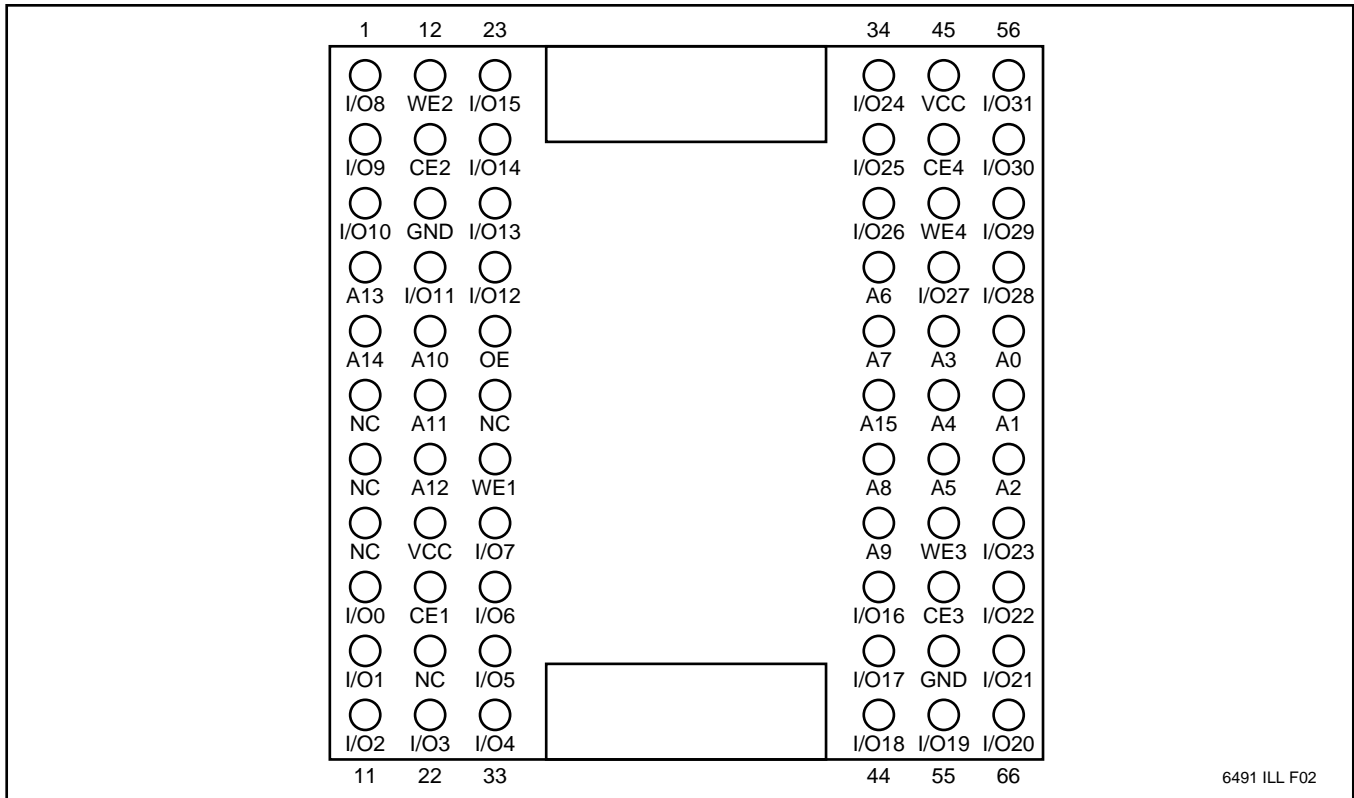 1 12 23 34 45 56
I/O8 WE2 I/O15 I/O24 VCC I/O31
I/O9 CE2 I/O14 I/O25 CE4 I/O30
I/O10 GND I/O13 I/O26 WE4 I/O29
A13 I/O11 I/O12 A6 I/O27 I/O28
A14 A10 OE A7 A3 A0
NC A11 NC A15 A4 A1
NC A12 WE1 A8 A5 A2
NC VCC I/O7 A9 WE3 I/O23
I/O0 CE1 I/O6 I/O16 CE3 I/O22
I/O1 NC I/O5 I/O17 GND I/O21
I/O2 I/O3 I/O4 I/O18 I/O19 I/O20
11 22 33 44 55 66
6491 ILL F02